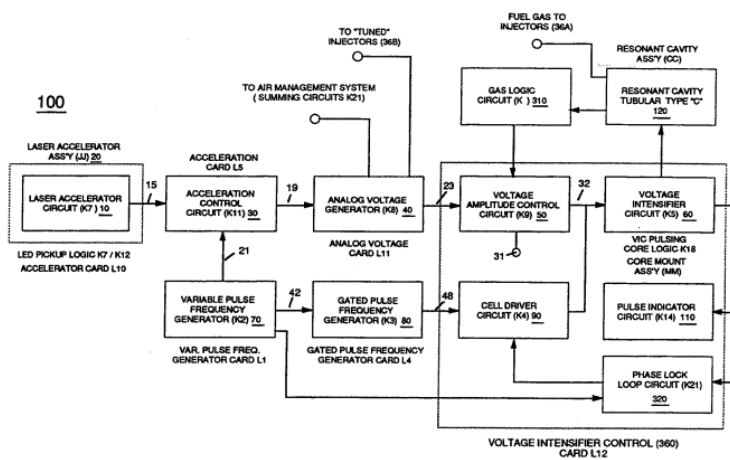 TO "TUNED"
INJECTORS (36B)
FUEL GAS TO
INJECTORS (36A)
RESONANT CAVITY
ASS'Y (CC)
TO AIR MANAGEMENT SYSTEM
( SUMMING CIRCUITS K21)
GAS LOGIC
CIRCUIT (K ) 310
RESONANT CAVITY
TUBULAR TYPE "C"
120
100
LASER ACCELERATOR
ASS'Y (JJ) 20
ACCELERATION
CARD L5
LASER ACCELERATOR
CIRCUIT (K7) 10
15
ACCELERATION
CONTROL
CIRCUIT (K11) 30
19
ANALOG VOLTAGE
GENERATOR (K8) 40
23
VOLTAGE
AMPLITUDE CONTROL
CIRCUIT (K9) 50
32
VOLTAGE
INTENSIFIER
CIRCUIT (K5) 60
LED PICKUP LOGIC K7 / K12
ACCELERATOR CARD L10
ANALOG VOLTAGE
CARD L11
31
VIC PULSING
CORE LOGIC K18
CORE MOUNT
ASS'Y (MM)
21
VARIABLE PULSE
FREQUENCY
GENERATOR (K2) 70
42
GATED PULSE
FREQUENCY
GENERATOR (K3) 80
48
CELL DRIVER
CIRCUIT (K4) 90
PULSE INDICATOR
CIRCUIT (K14) 110
VAR. PULSE FREQ.
GENERATOR CARD L1
GATED PULSE FREQUENCY
GENERATOR CARD L4
PHASE LOCK
LOOP CIRCUIT (K21)
320
VOLTAGE INTENSIFIER CONTROL (360)
CARD L12